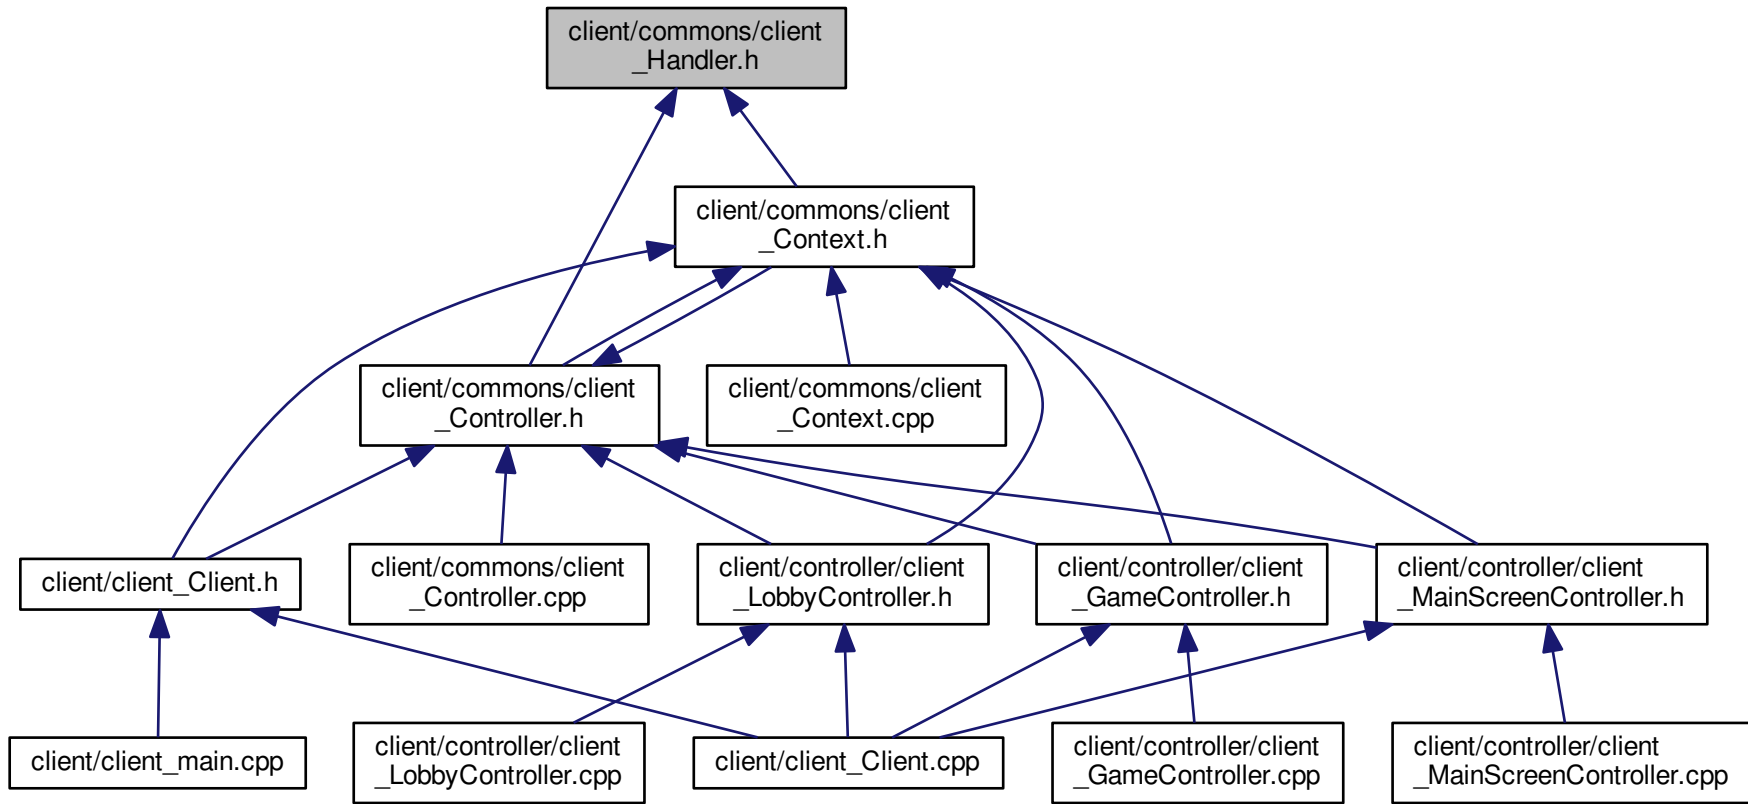 client/commons/client
_Handler.h
client/commons/client
_Context.h
client/commons/client
_Controller.h
client/commons/client
_Context.cpp
client/client_Client.h
client/commons/client
_Controller.cpp
client/controller/client
_LobbyController.h
client/controller/client
_GameController.h
client/controller/client
_MainScreenController.h
client/client_main.cpp
client/controller/client
_LobbyController.cpp
client/client_Client.cpp
client/controller/client
_GameController.cpp
client/controller/client
_MainScreenController.cpp